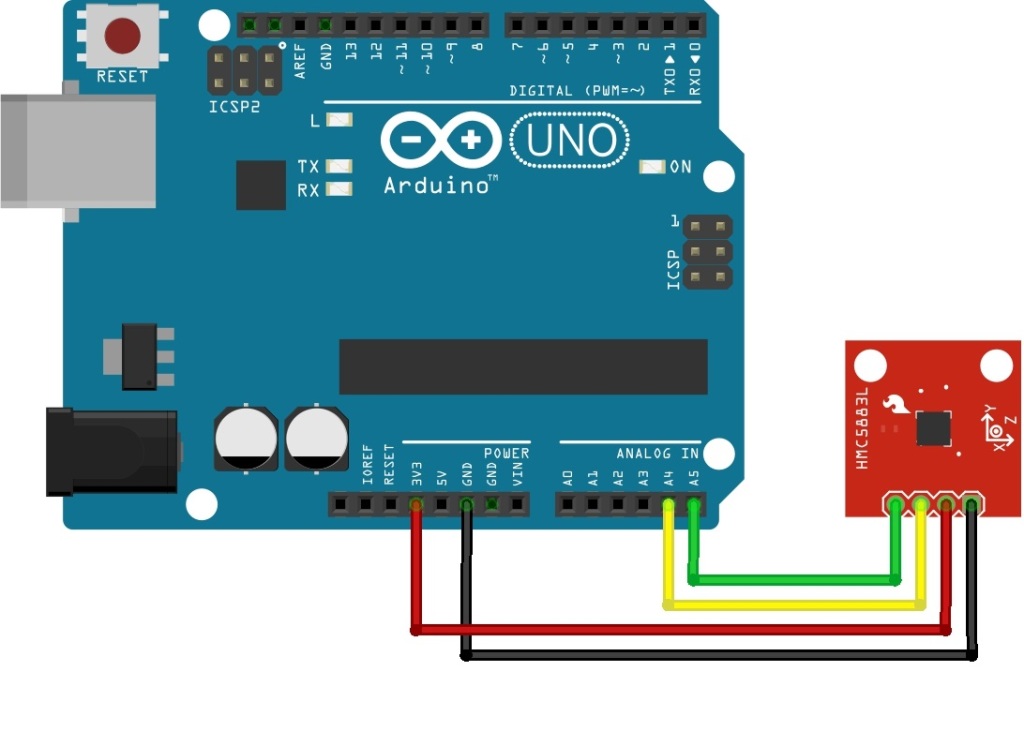 RESET
ICSP2
AREF
GND
13
12
~11
~10
~9
8
7
~6
~5
4
~3
2
TX0▶1
RX0◀0
DIGITAL (PWM=~)
L
TX
RX
Arduino™
UNO
ON
1
ICSP
IOREF
RESET
3V3
5V
GND
GND
VIN
POWER
ANALOG IN
A0
A1
A2
A3
A4
A5
HMC5883L
Y
Z
X